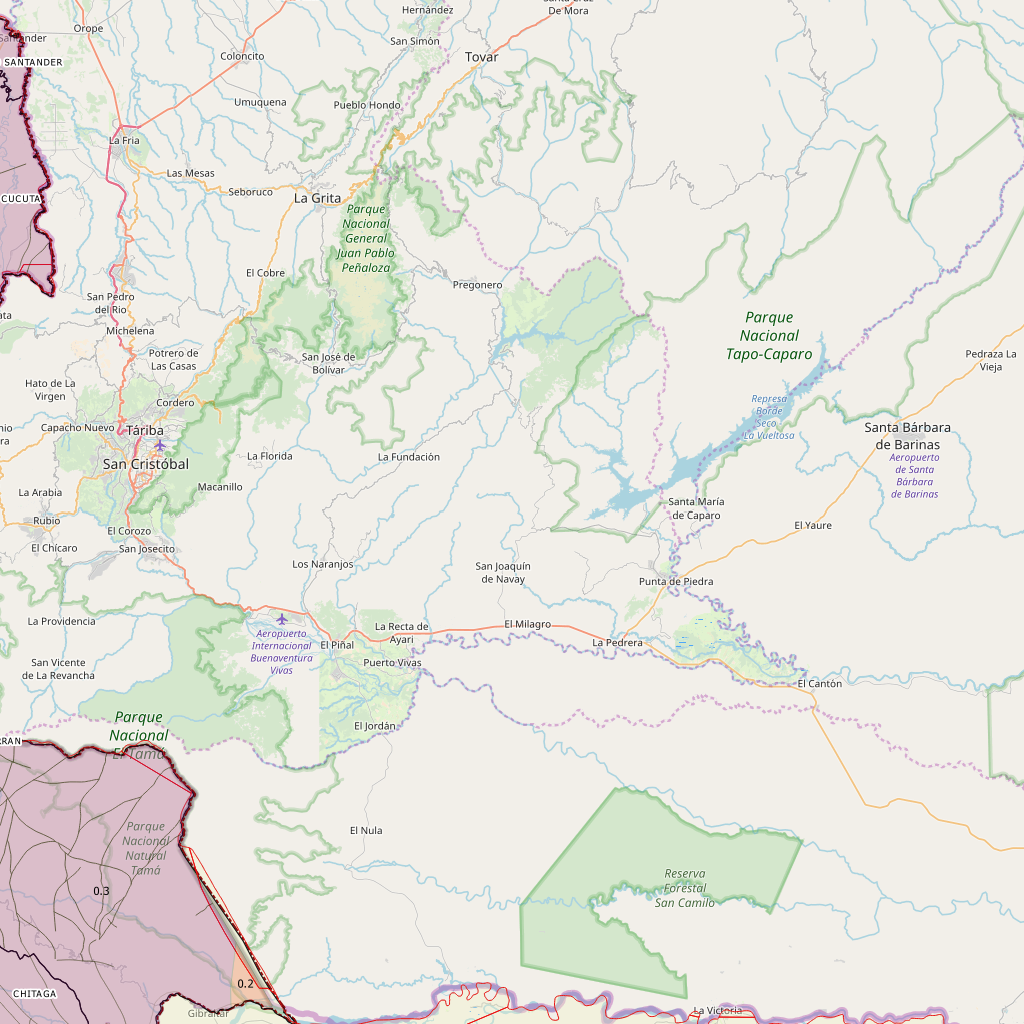 Hernández
Santa Cruz
De Mora
Orope
Santander
San Simón
Coloncito
Tovar
SANTANDER
Umuquena
Pueblo Hondo
La Fria
Las Mesas
Seboruco
La Grita
CUCUTA
Parque
Nacional
General
Juan Pablo
Peñaloza
El Cobre
Pregonero
San Pedro
del Rio
Michelena
Parque
Nacional
Tapo-Caparo
Potrero de
Las Casas
San José de
Bolívar
Pedraza La
Vieja
Hato de La
Virgen
Cordero
Represa
Borde
Seco
La Vueltosa
Capacho Nuevo
Táriba
Santa Bárbara
de Barinas
San Cristóbal
La Florida
La Fundación
Aeropuerto
de Santa
Bárbara
de Barinas
La Arabia
Macanillo
Santa María
de Caparo
Rubio
El Corozo
El Yaure
El Chícaro
San Josecito
Los Naranjos
San Joaquín
de Navay
Punta de Piedra
La Providencia
Aeropuerto
Internacional
Buenaventura
Vivas
El Piñal
La Recta de
Ayari
El Milagro
La Pedrera
San Vicente
de La Revancha
Puerto Vivas
El Cantón
Parque
Nacional
El Tamá
El Jordán
RRAN
Parque
Nacional
Natural
Tamá
El Nula
0.3
Reserva
Forestal
San Camilo
0.2
CHITAGA
Gibraltar
La Victoria